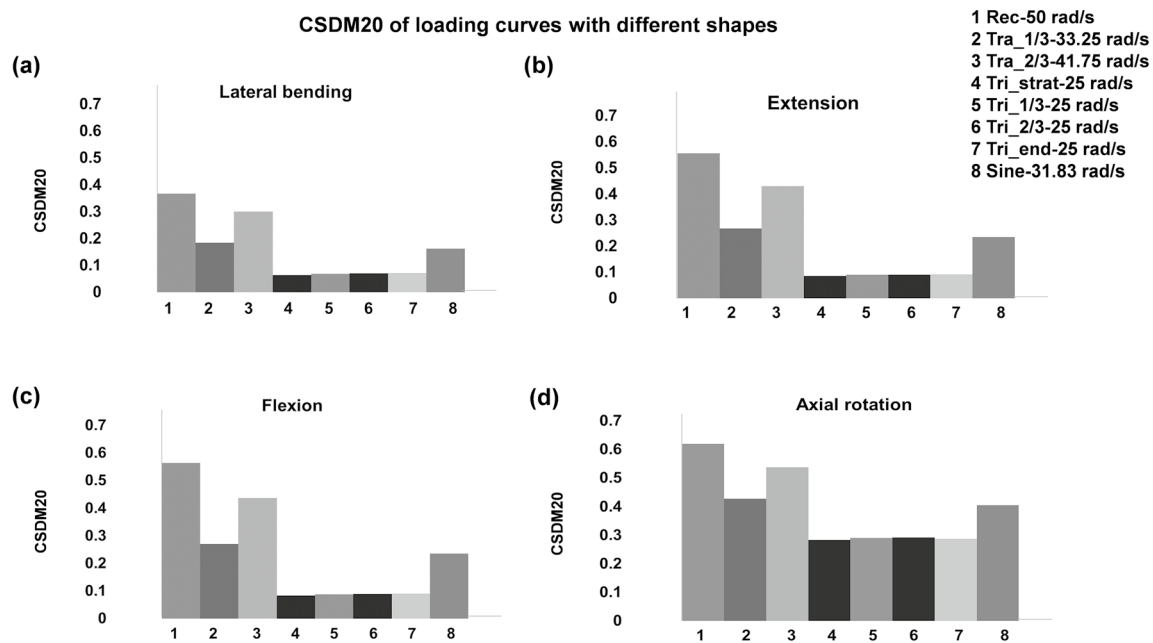 CSDM20 of loading curves with different shapes
1 Rec-50 rad/s
2 Tra_1/3-33.25 rad/s
3 Tra_2/3-41.75 rad/s
4 Tri_strat-25 rad/s
5 Tri_1/3-25 rad/s
6 Tri_2/3-25 rad/s
7 Tri_end-25 rad/s
8 Sine-31.83 rad/s
(a)
Lateral bending
CSDM20
0.7
0.6
0.5
0.4
0.3
0.2
0.1
0
1 2 3 4 5 6 7 8
(b)
Extension
CSDM20
0.7
0.6
0.5
0.4
0.3
0.2
0.1
0
1 2 3 4 5 6 7 8
(c)
Flexion
CSDM20
0.7
0.6
0.5
0.4
0.3
0.2
0.1
0
1 2 3 4 5 6 7 8
(d)
Axial rotation
CSDM20
0.7
0.6
0.5
0.4
0.3
0.2
0.1
0
1 2 3 4 5 6 7 8